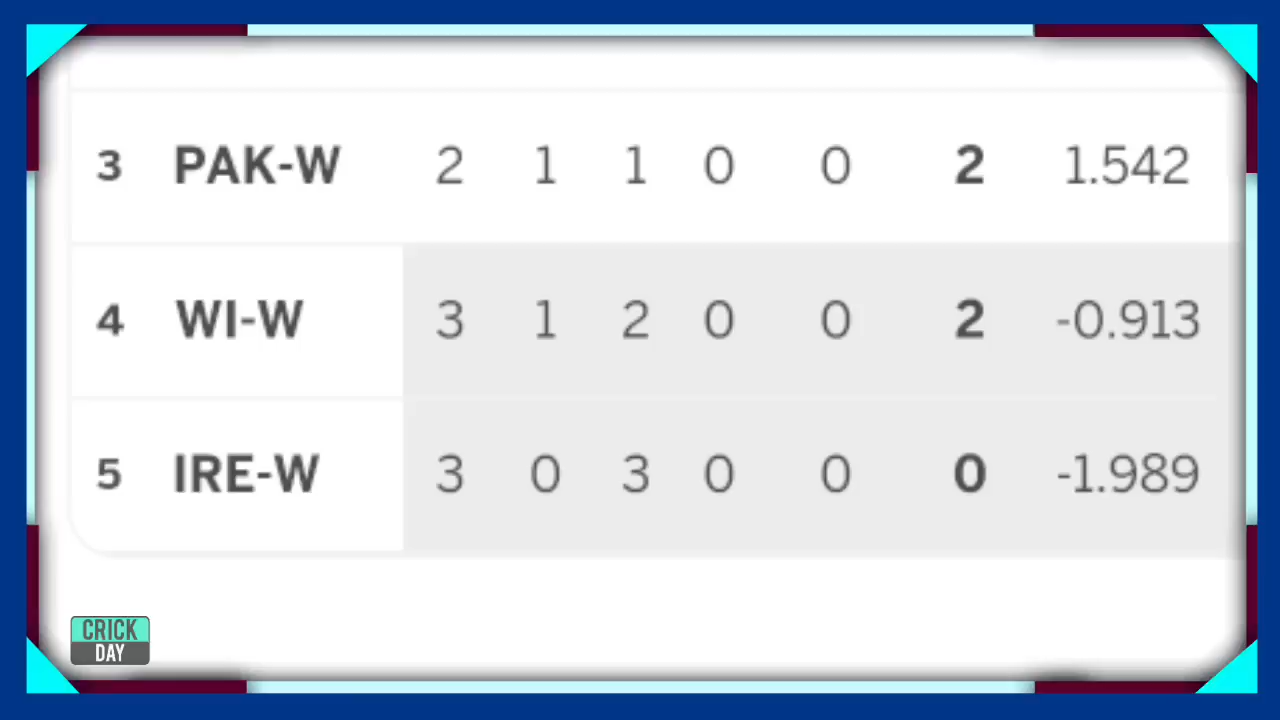 3 PAK-W 2 1 1 0 0 2 1.542
4 WI-W 3 1 2 0 0 2 -0.913
5 IRE-W 3 0 3 0 0 0 -1.989
CRICK
DAY